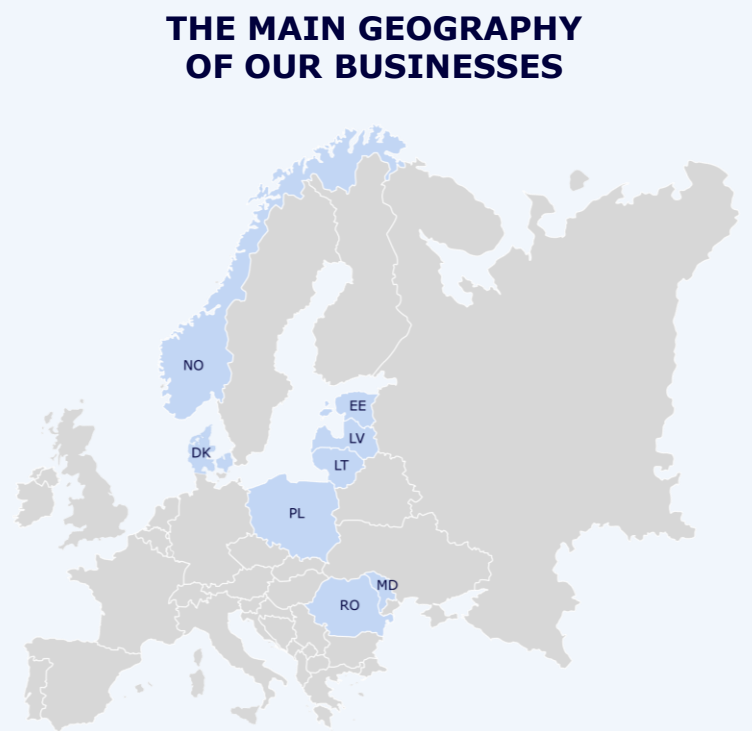 THE MAIN GEOGRAPHY
OF OUR BUSINESSES
NO
EE
LV
DK
LT
PL
MD
RO